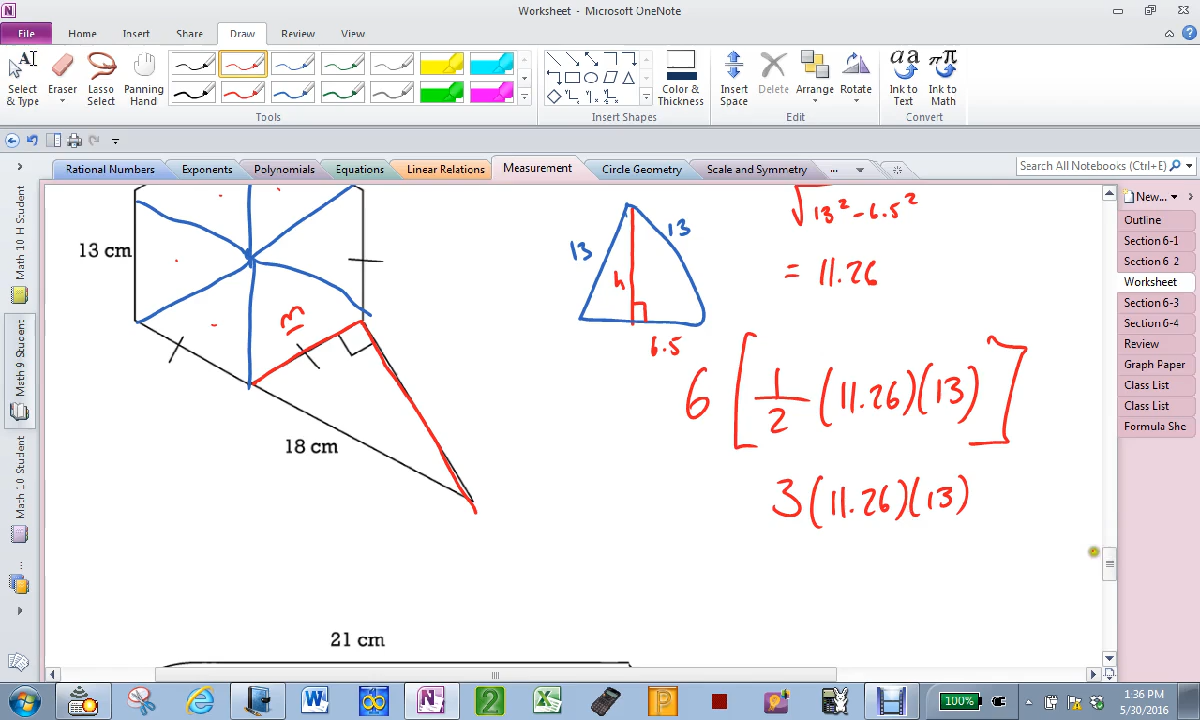 Worksheet - Microsoft OneNote
File Home Insert Share Draw Review View
Select & Type
Eraser
Lasso Select
Panning Hand
Color & Thickness
Insert Space
Delete
Arrange
Rotate
Ink to Text
Ink to Math
Tools
Insert Shapes
Edit
Convert
Rational Numbers Exponents Polynomials Equations Linear Relations Measurement Circle Geometry Scale and Symmetry ...
Search All Notebooks (Ctrl+E)
Math 10 H Student
Math 9 Student
Math 10 Student
New...
Outline
Section 6-1
Section 6-2
Worksheet
Section 6-3
Section 6-4
Review
Graph Paper
Class List
Class List
Formula She
√13² - 6.5²
= 11.26
13 cm
13
13
h
6.5
18 cm
6 [ 1/2 (11.26)(13) ]
3(11.26)(13)
21 cm
100%
1:36 PM
5/30/2016